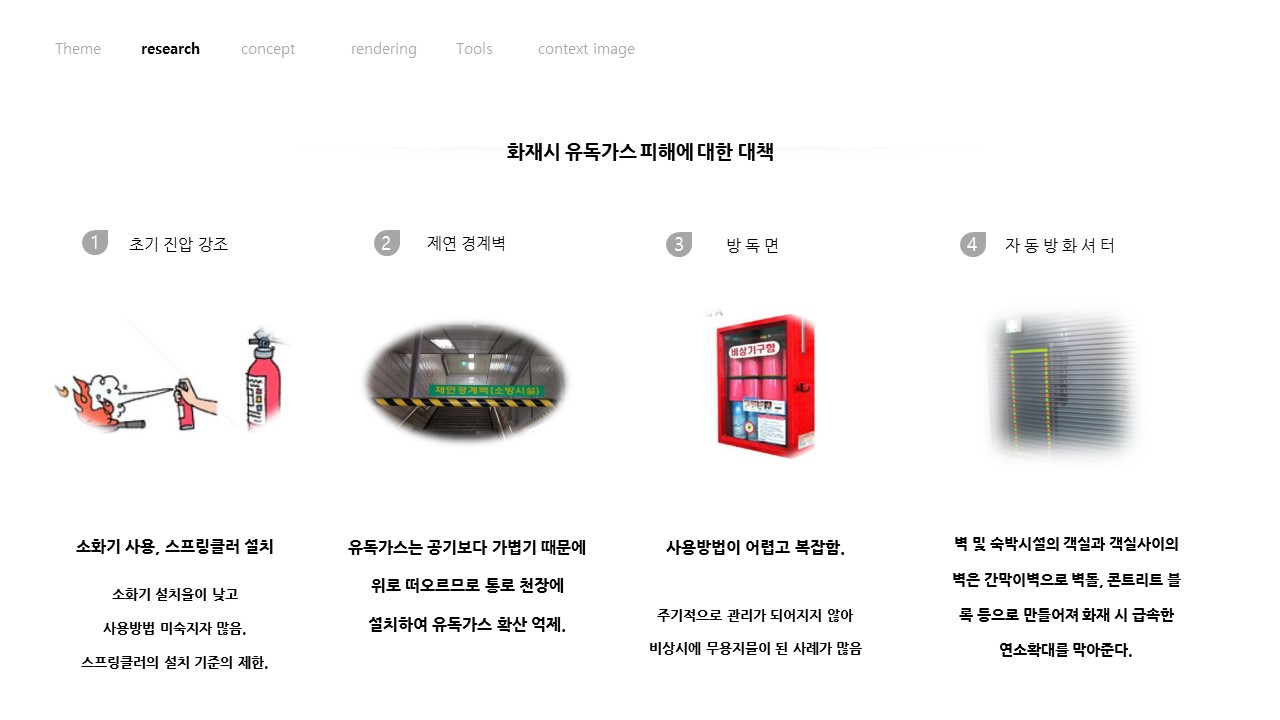 Theme research concept rendering Tools context image
화재시 유독가스 피해에 대한 대책
1 초기 진압 강조
2 제연 경계벽
3 방 독 면
4 자 동 방 화 셔 터
제연경계벽(소방시설)
비상기구함
소화기 사용, 스프링클러 설치
소화기 설치율이 낮고
사용방법 미숙지자 많음.
스프링클러의 설치 기준의 제한.
유독가스는 공기보다 가볍기 때문에
위로 떠오르므로 통로 천장에
설치하여 유독가스 확산 억제.
사용방법이 어렵고 복잡함.
주기적으로 관리가 되어지지 않아
비상시에 무용지물이 된 사례가 많음
벽 및 숙박시설의 객실과 객실사이의
벽은 간막이벽으로 벽돌, 콘트리트 블
록 등으로 만들어져 화재 시 급속한
연소확대를 막아준다.